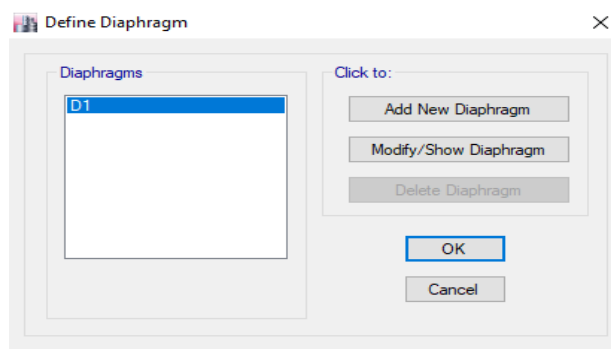 Define Diaphragm
Diaphragms
D1
Click to:
Add New Diaphragm
Modify/Show Diaphragm
Delete Diaphragm
OK
Cancel